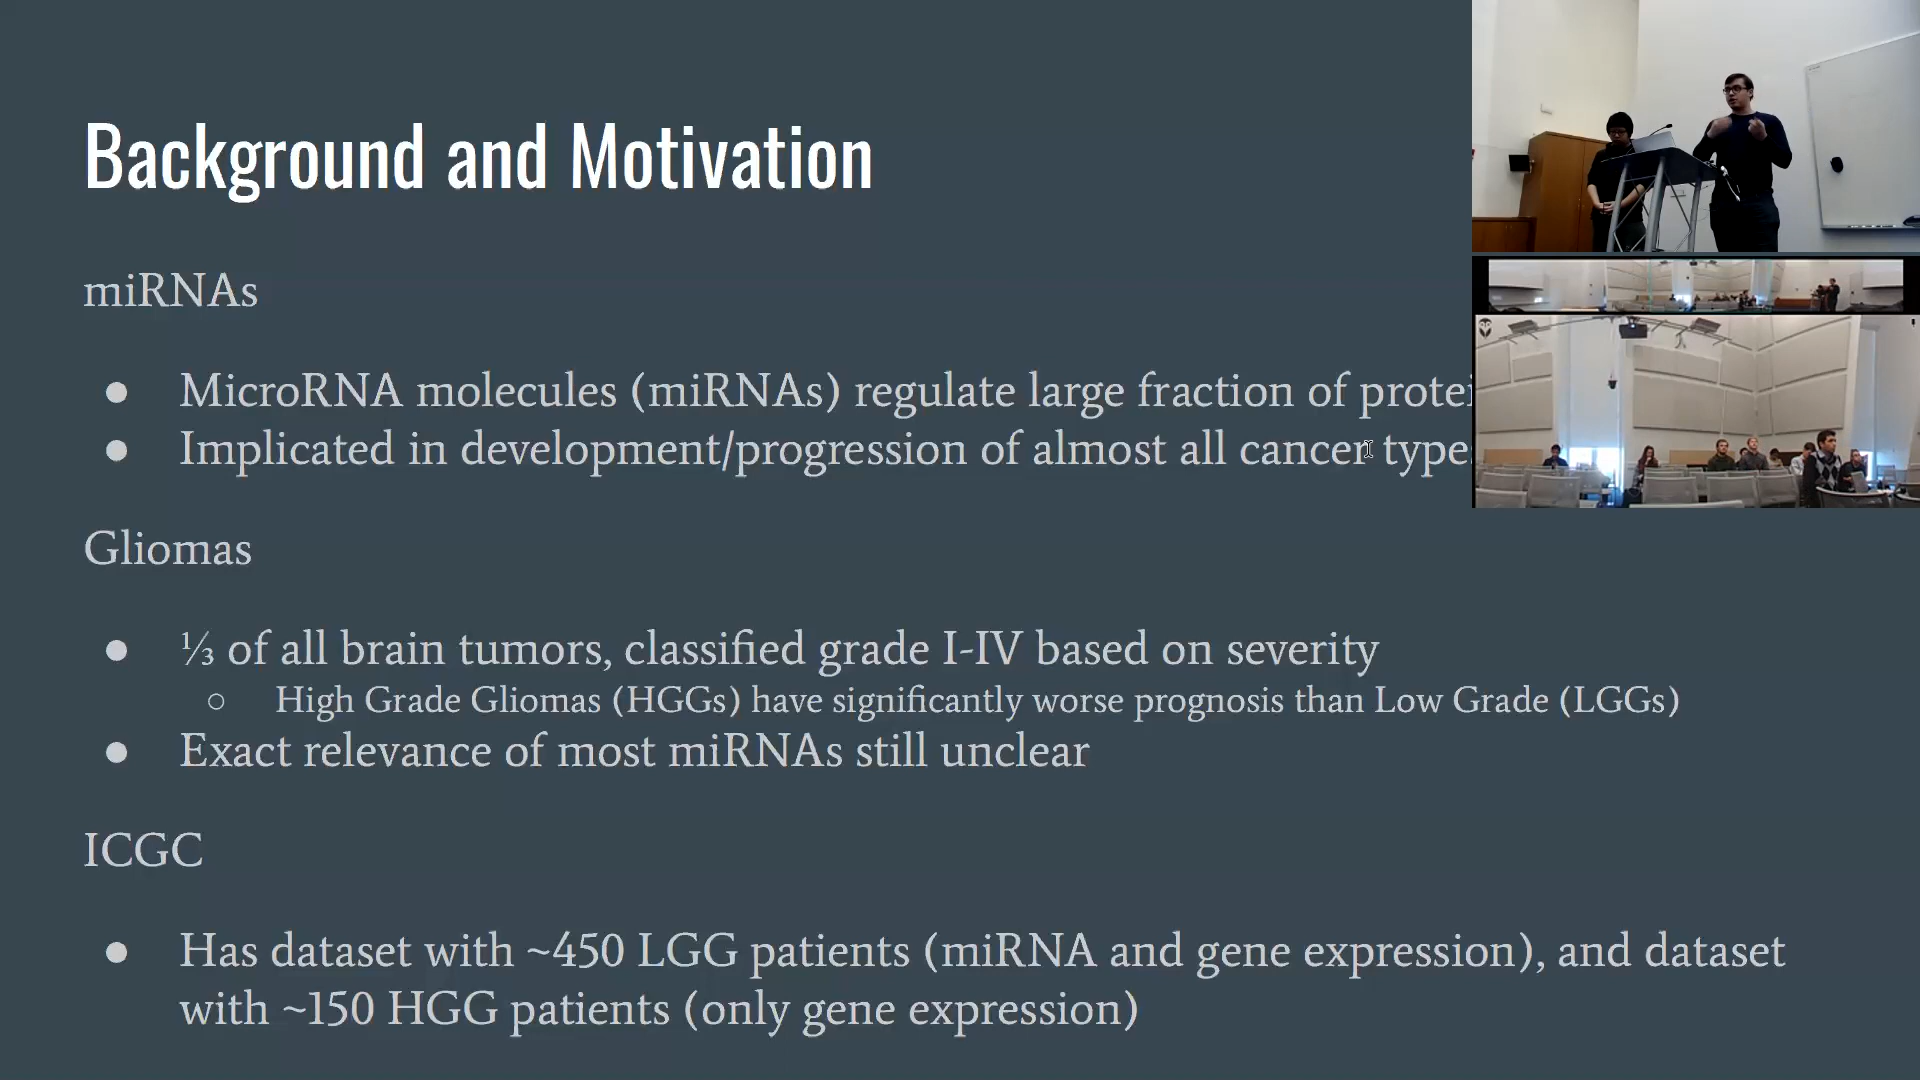 Background and Motivation
miRNAs
● MicroRNA molecules (miRNAs) regulate large fraction of
● Implicated in development/progression of almost all cancer
Gliomas
● ⅓ of all brain tumors, classified grade I-IV based on severity
○ High Grade Gliomas (HGGs) have significantly worse prognosis than Low Grade (LGGs)
● Exact relevance of most miRNAs still unclear
ICGC
● Has dataset with ~450 LGG patients (miRNA and gene expression), and dataset
with ~150 HGG patients (only gene expression)